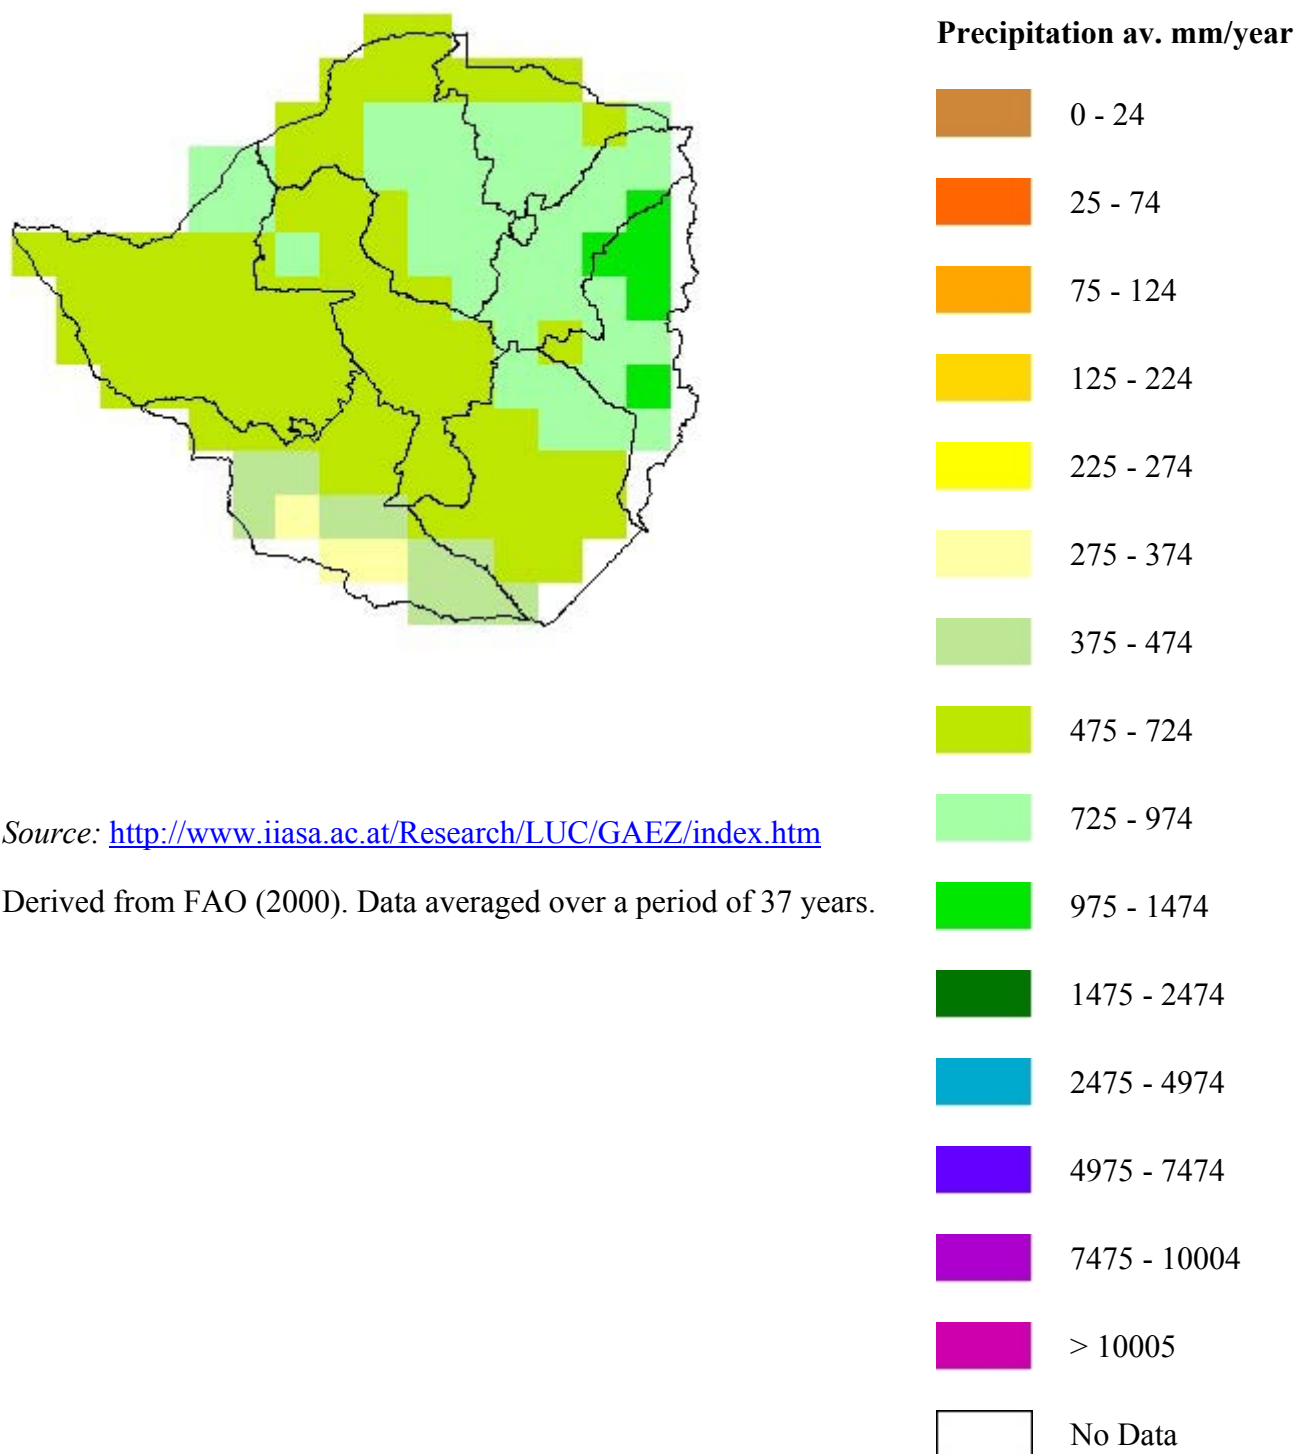 Precipitation av. mm/year
0 - 24
25 - 74
75 - 124
125 - 224
225 - 274
275 - 374
375 - 474
475 - 724
725 - 974
975 - 1474
1475 - 2474
2475 - 4974
4975 - 7474
7475 - 10004
> 10005
No Data
Source: http://www.iiasa.ac.at/Research/LUC/GAEZ/index.htm
Derived from FAO (2000). Data averaged over a period of 37 years.